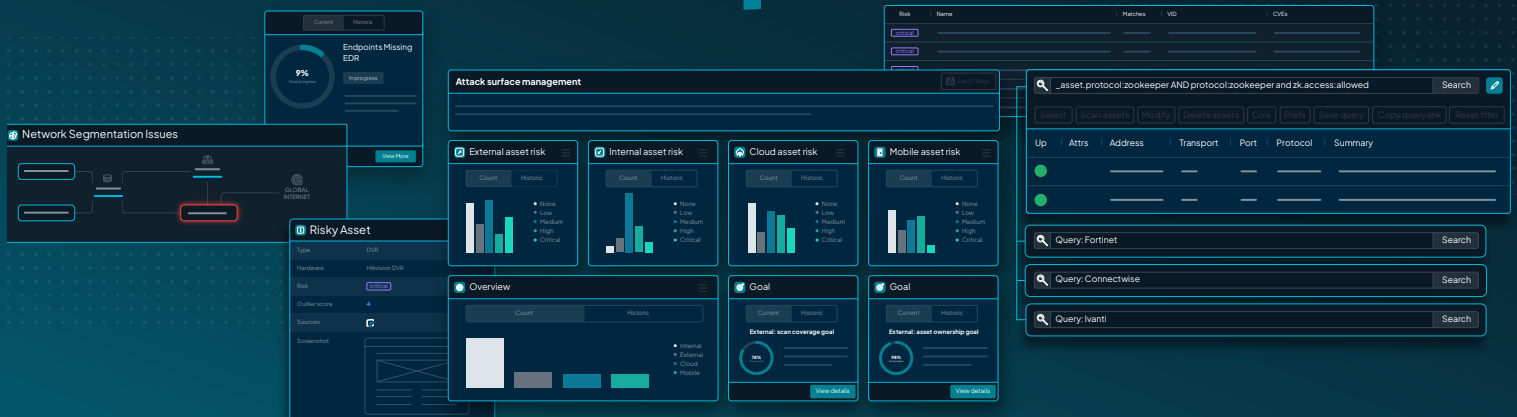 Current Historic
Endpoints Missing
EDR
9%
In progress
View More
Network Segmentation Issues
GLOBAL
INTERNET
Risky Asset
Type DVR
Hardware Hikvision DVR
Risk critical
Outlier score 4
Sources
Screenshot
Attack surface management
Last 7 days
External asset risk
Count Historic
None
Low
Medium
High
Critical
Internal asset risk
Count Historic
None
Low
Medium
High
Critical
Cloud asset risk
Count Historic
None
Low
Medium
High
Critical
Mobile asset risk
Count Historic
None
Low
Medium
High
Critical
Overview
Count Historic
Internal
External
Cloud
Mobile
Goal
Current Historic
External: scan coverage goal
78%
View details
Goal
Current Historic
External: asset ownership goal
98%
View details
Risk Name Matches VID CVEs
critical
critical
_asset.protocol:zookeeper AND protocol:zookeeper and zk.access:allowed
Search
Select Scan assets Modify Delete assets Cols Prefs Save query Copy query link Reset filter
Up Attrs Address Transport Port Protocol Summary
Query: Fortinet Search
Query: Connectwise Search
Query: Ivanti Search